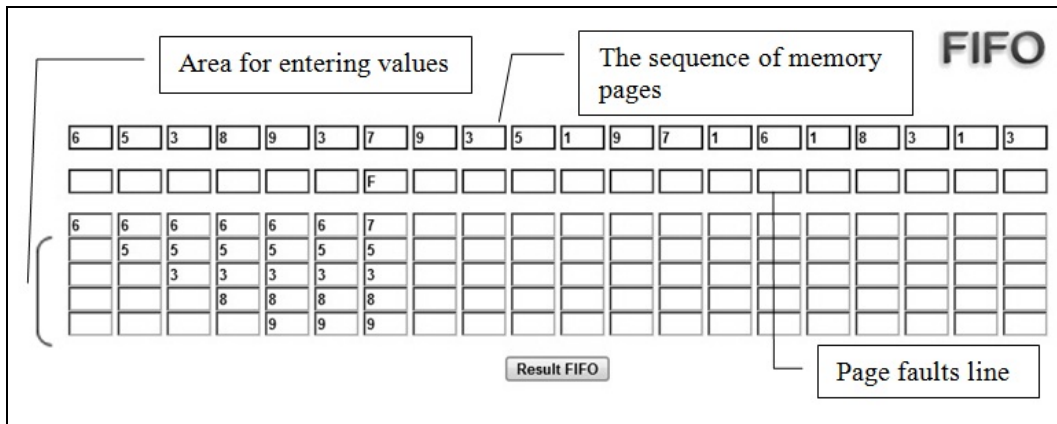 FIFO
Area for entering values
The sequence of memory
pages
6 5 3 8 9 3 7 9 3 5 1 9 7 1 6 1 8 3 1 3
F
6 6 6 6 6 6 7
5 5 5 5 5 5
3 3 3 3 3
8 8 8 8
9 9 9
Result FIFO
Page faults line